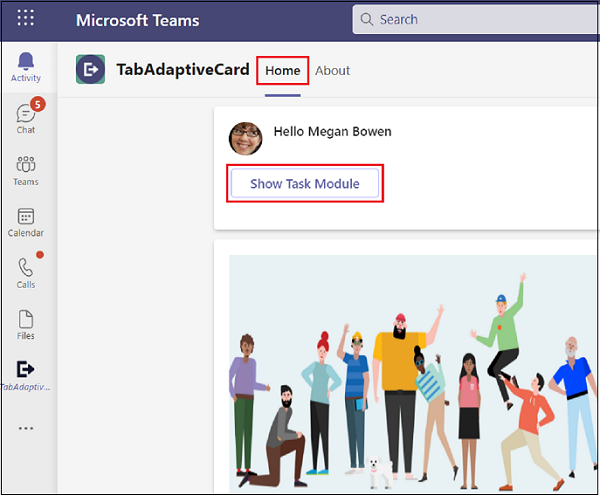 Microsoft Teams
Search
Activity
TabAdaptiveCard Home About
5
Chat
Hello Megan Bowen
Teams
Show Task Module
Calendar
Calls
Files
TabAdaptiv...